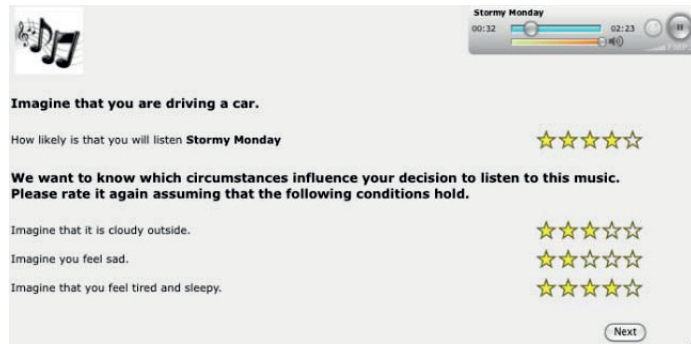 Stormy Monday
00:32 02:23
Imagine that you are driving a car.
How likely is that you will listen Stormy Monday
We want to know which circumstances influence your decision to listen to this music.
Please rate it again assuming that the following conditions hold.
Imagine that it is cloudy outside.
Imagine you feel sad.
Imagine that you feel tired and sleepy.
Next